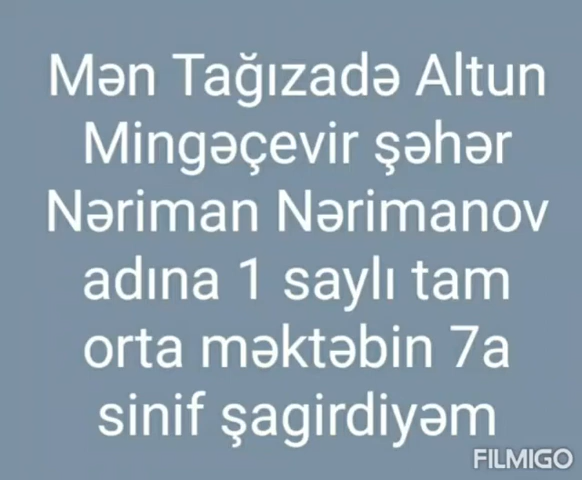 Mən Tağızadə Altun
Mingəçevir şəhər
Nəriman Nərimanov
adına 1 saylı tam
orta məktəbin 7a
sinif şagirdiyəm
FILMIGO